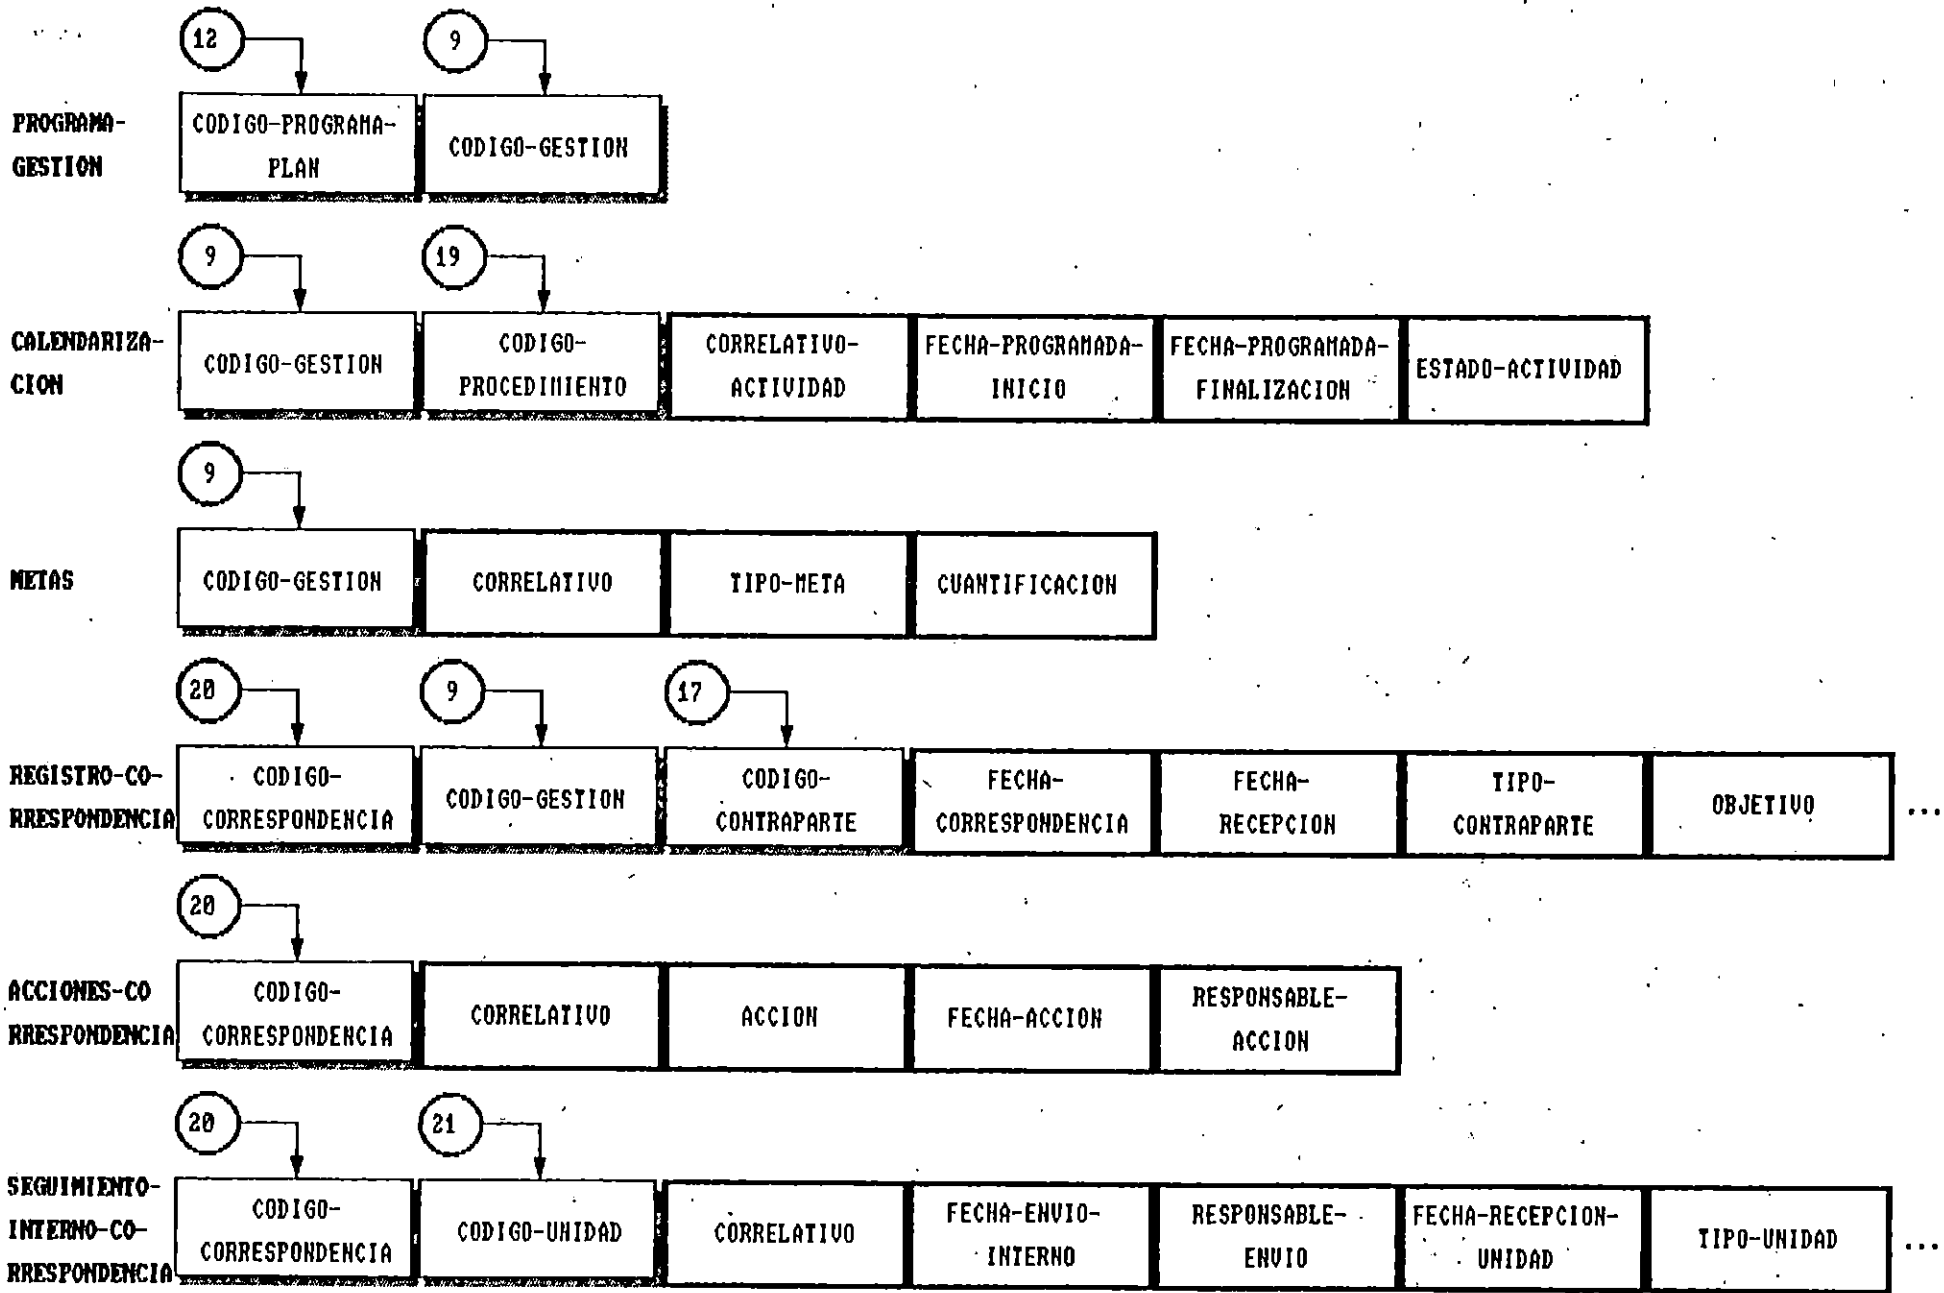 12
9
PROGRAMA-
GESTION
CODIGO-PROGRAMA-
PLAN
CODIGO-GESTION
9
19
CALENDARIZA-
CION
CODIGO-GESTION
CODIGO-
PROCEDIMIENTO
CORRELATIVO-
ACTIVIDAD
FECHA-PROGRAMADA-
INICIO
FECHA-PROGRAMADA-
FINALIZACION
ESTADO-ACTIVIDAD
9
METAS
CODIGO-GESTION
CORRELATIVO
TIPO-META
CUANTIFICACION
20
9
17
REGISTRO-CO-
RRESPONDENCIA
CODIGO-
CORRESPONDENCIA
CODIGO-GESTION
CODIGO-
CONTRAPARTE
FECHA-
CORRESPONDENCIA
FECHA-
RECEPCION
TIPO-
CONTRAPARTE
OBJETIVO
...
20
ACCIONES-CO
RRESPONDENCIA
CODIGO-
CORRESPONDENCIA
CORRELATIVO
ACCION
FECHA-ACCION
RESPONSABLE-
ACCION
20
21
SEGUIMIENTO-
INTERNO-CO-
RRESPONDENCIA
CODIGO-
CORRESPONDENCIA
CODIGO-UNIDAD
CORRELATIVO
FECHA-ENVIO-
INTERNO
RESPONSABLE-
ENVIO
FECHA-RECEPCION-
UNIDAD
TIPO-UNIDAD
...